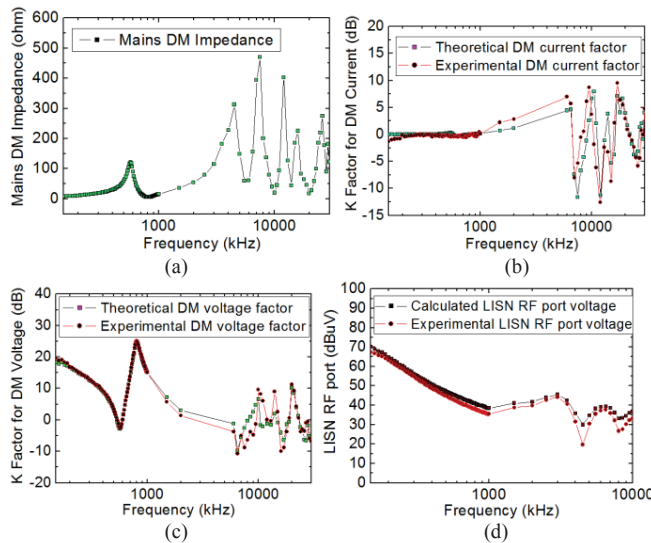 600
500
400
300
200
100
0
Mains DM Impedance (ohm)
Mains DM Impedance
1000
10000
Frequency (kHz)
(a)
20
15
10
5
0
-5
-10
-15
K Factor for DM Current (dB)
Theoretical DM current factor
Experimental DM current factor
1000
10000
Frequency (kHz)
(b)
40
30
20
10
0
-10
-20
K Factor for DM Voltage (dB)
Theoretical DM voltage factor
Experimental DM voltage factor
1000
10000
Frequency (kHz)
(c)
100
90
80
70
60
50
40
30
20
10
0
LISN RF port (dBuV)
Calculated LISN RF port voltage
Experimental LISN RF port voltage
1000
10000
Frequency (kHz)
(d)